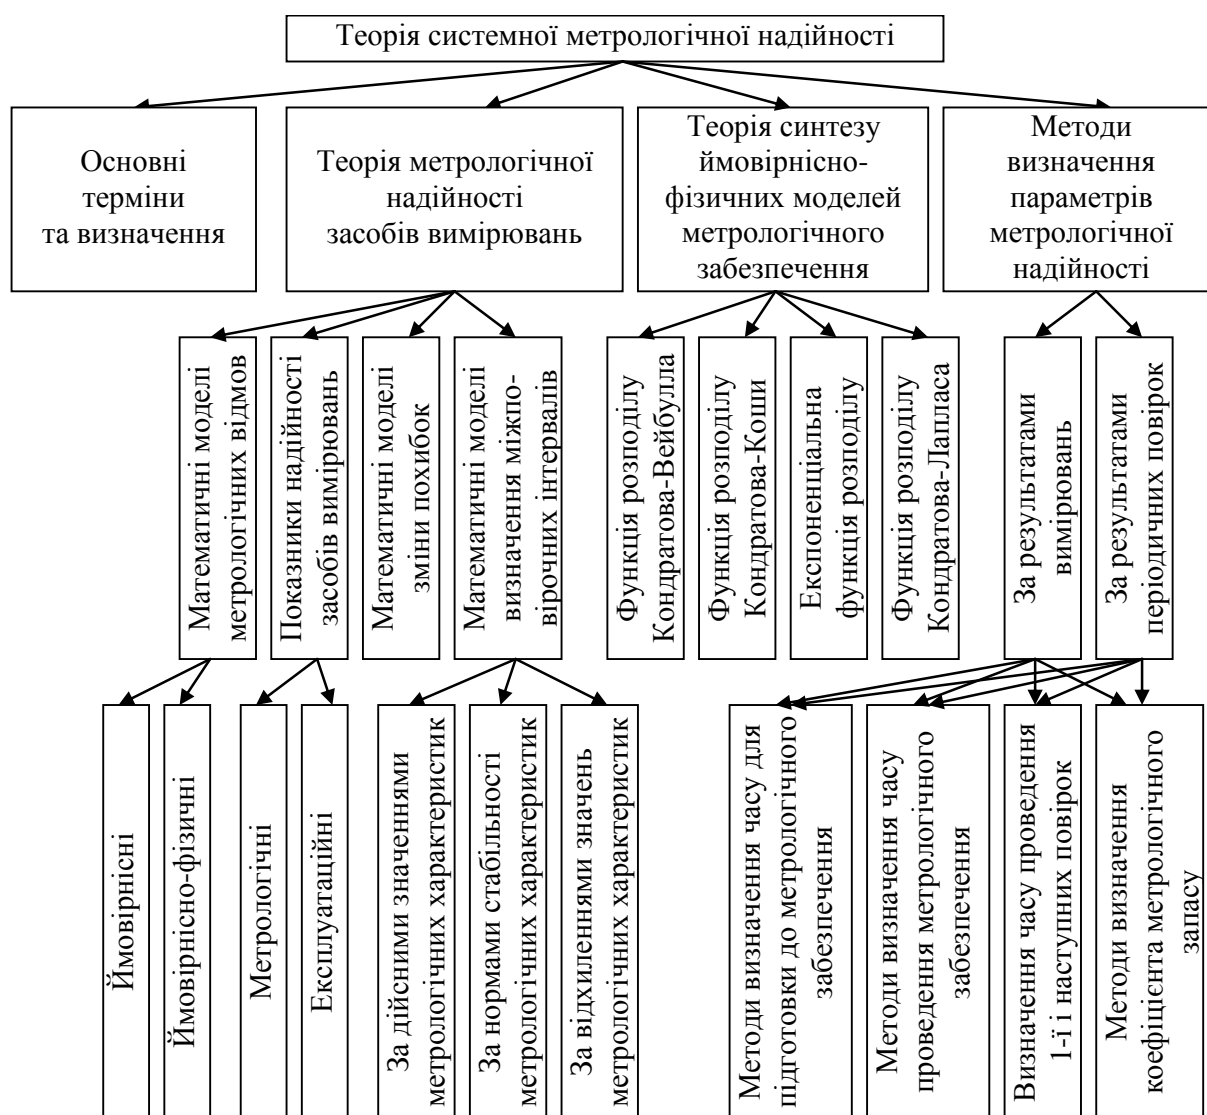 Теорія системної метрологічної надійності
Основні
терміни
та визначення
Теорія метрологічної
надійності
засобів вимірювань
Теорія синтезу
ймовірнісно-
фізичних моделей
метрологічного
забезпечення
Методи
визначення
параметрів
метрологічної
надійності
Математичні моделі
метрологічних відмов
Показники надійності
засобів вимірювань
Математичні моделі
зміни похибок
Математичні моделі
визначення міжпо-
вірочних інтервалів
Функція розподілу
Кондратова-Вейбулла
Функція розподілу
Кондратова-Коши
Експоненціальна
функція розподілу
Функція розподілу
Кондратова-Лапласа
За результатами
вимірювань
За результатами
періодичних повірок
Ймовірнісні
Ймовірнісно-фізичні
Метрологічні
Експлуатаційні
За дійсними значеннями
метрологічних характеристик
За нормами стабільності
метрологічних характеристик
За відхиленнями значень
метрологічних характеристик
Методи визначення часу для
підготовки до метрологічного
забезпечення
Методи визначення часу
проведення метрологічного
забезпечення
Визначення часу проведення
1-ї і наступних повірок
Методи визначення
коефіцієнта метрологічного
запасу